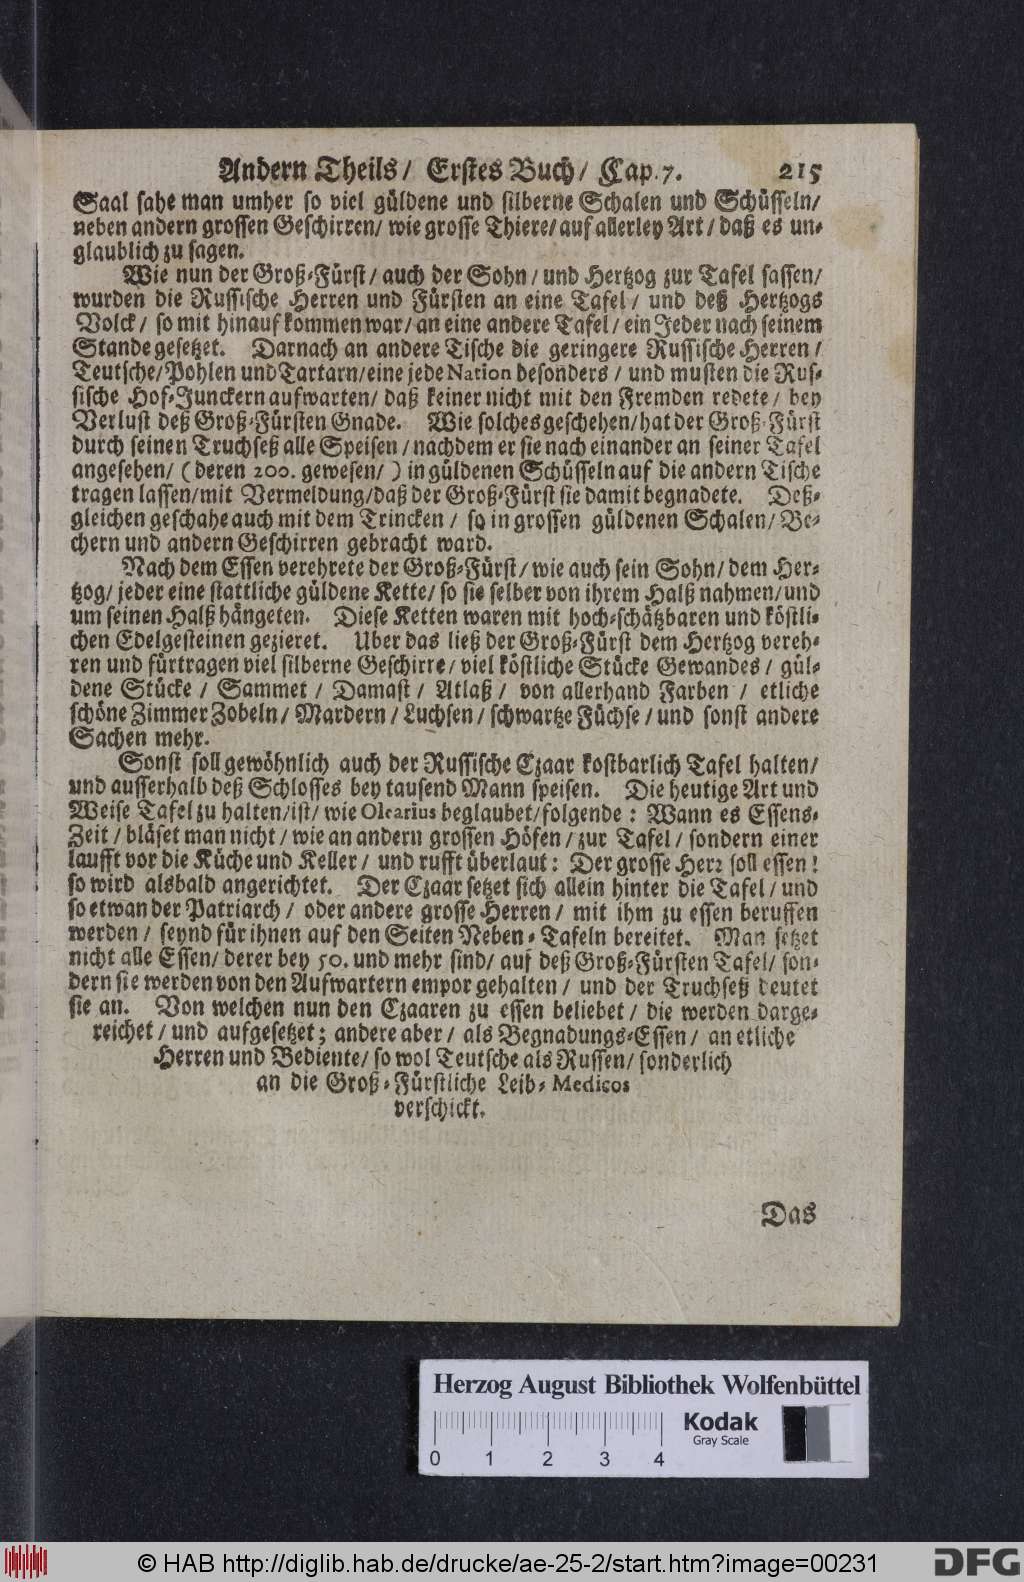 Andern Theils/ Erstes Buch/ Cap. 7. 215
Saal sahe man umher so viel güldene und silberne Schalen und Schüsseln/
neben andern grossen Geschirren/ wie grosse Thiere/ auf allerley Art/ daß es un-
glaublich zu sagen.
Wie nun der Groß-Fürst/ auch der Sohn/ und Hertzog zur Tafel sassen/
wurden die Russische Herren und Fürsten an eine Tafel/ und deß Hertzogs
Volck/ so mit hinauf kommen war/ an eine andere Tafel/ ein Jeder nach seinem
Stande gesetzet. Darnach an andere Tische die geringere Russische Herren/
Teutsche/ Pohlen und Tartarn/ eine jede Nation besonders/ und musten die Rus-
sische Hof-Junckern aufwarten/ daß keiner nicht mit den Fremden redete/ bey
Verlust deß Groß-Fürsten Gnade. Wie solches geschehen/ hat der Groß-Fürst
durch seinen Truchseß alle Speisen/ nachdem er sie nach einander an seiner Tafel
angesehen/ (deren 200. gewesen/) in güldenen Schüsseln auf die andern Tische
tragen lassen/ mit Vermeldung/ daß der Groß-Fürst sie damit begnadete. Deß-
gleichen geschahe auch mit dem Trincken/ so in grossen güldenen Schalen/ Be-
chern und andern Geschirren gebracht ward.
Nach dem Essen verehrete der Groß-Fürst/ wie auch sein Sohn/ dem Her-
tzog/ jeder eine stattliche güldene Kette/ so sie selber von ihrem Halß nahmen/ und
um seinen Halß hängeten. Diese Ketten waren mit hoch-schätzbaren und köstli-
chen Edelgesteinen gezieret. Uber das ließ der Groß-Fürst dem Hertzog vereh-
ren und fürtragen viel silberne Geschirre/ viel köstliche Stücke Gewandes/ gül-
dene Stücke/ Sammet/ Damast/ Atlaß/ von allerhand Farben/ etliche
schöne Zimmer Zobeln/ Mardern/ Luchsen/ schwartze Füchse/ und sonst andere
Sachen mehr.
Sonst soll gewöhnlich auch der Russische Czaar kostbarlich Tafel halten/
und ausserhalb deß Schlosses bey tausend Mann speisen. Die heutige Art und
Weise Tafel zu halten/ ist/ wie Olearius beglaubet/ folgende: Wann es Essens-
Zeit/ bläset man nicht/ wie an andern grossen Höfen/ zur Tafel/ sondern einer
laufft vor die Küche und Keller/ und rufft überlaut: Der grosse Herr soll essen!
so wird alsbald angerichtet. Der Czaar setzet sich allein hinter die Tafel/ und
so etwan der Patriarch/ oder andere grosse Herren/ mit ihm zu essen beruffen
werden/ seynd für ihnen auf den Seiten Neben-Tafeln bereitet. Man setzet
nicht alle Essen/ derer bey 50. und mehr sind/ auf deß Groß-Fürsten Tafel/ son-
dern sie werden von den Aufwartern empor gehalten/ und der Truchseß deutet
sie an. Von welchen nun den Czaaren zu essen beliebet/ die werden darge-
reichet/ und aufgesetzet; andere aber/ als Begnadungs-Essen/ an etliche
Herren und Bediente/ so wol Teutsche als Russen/ sonderlich
an die Groß-Fürstliche Leib-Medicos
verschickt.
Das
Herzog August Bibliothek Wolfenbüttel
Kodak
Gray Scale
0 1 2 3 4
© HAB http://diglib.hab.de/drucke/ae-25-2/start.htm?image=00231
DFG